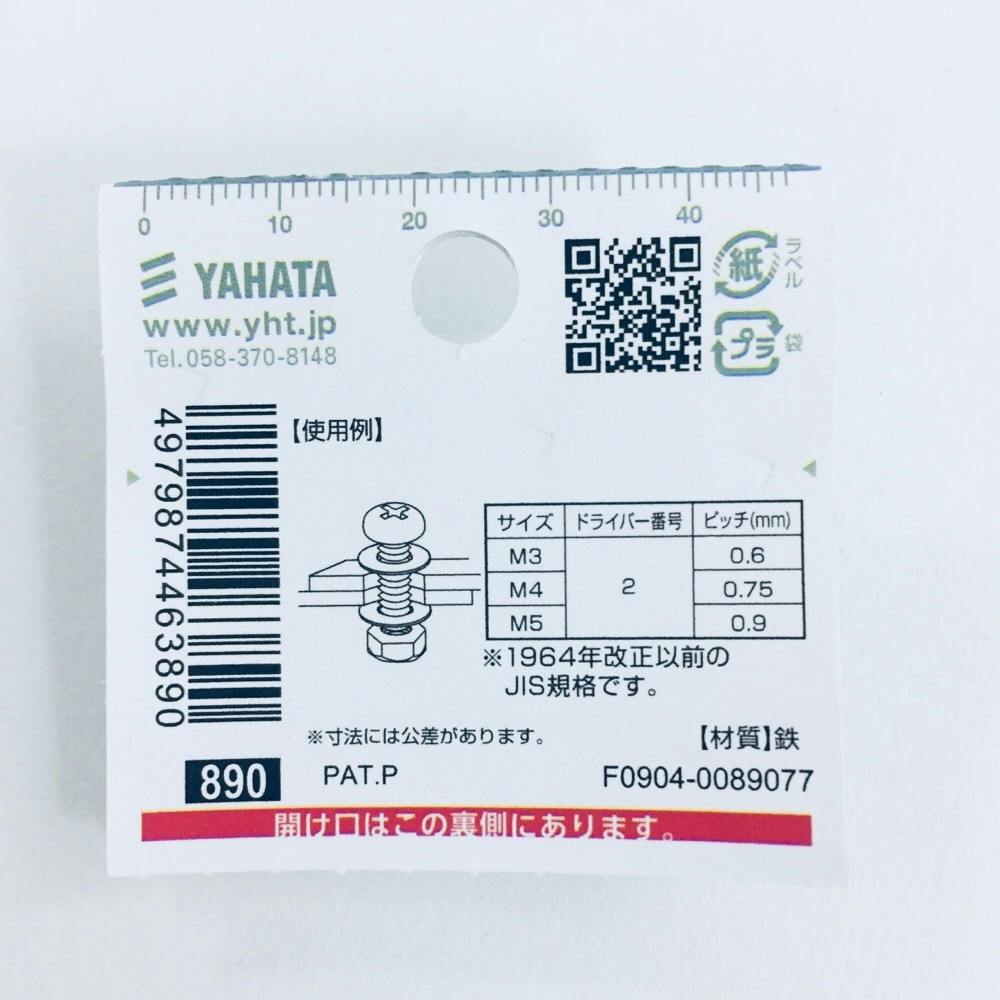 0 10 20 30 40
YAHATA
www.yht.jp
Tel.058-370-8148
紙 ラベル
プラ 袋
4979874463890
【使用例】
サイズ ドライバー番号 ピッチ(mm)
M3 2 0.6
M4 0.75
M5 0.9
※1964年改正以前の
JIS規格です。
※寸法には公差があります。
【材質】鉄
890 PAT.P F0904-0089077
開け口はこの裏側にあります。